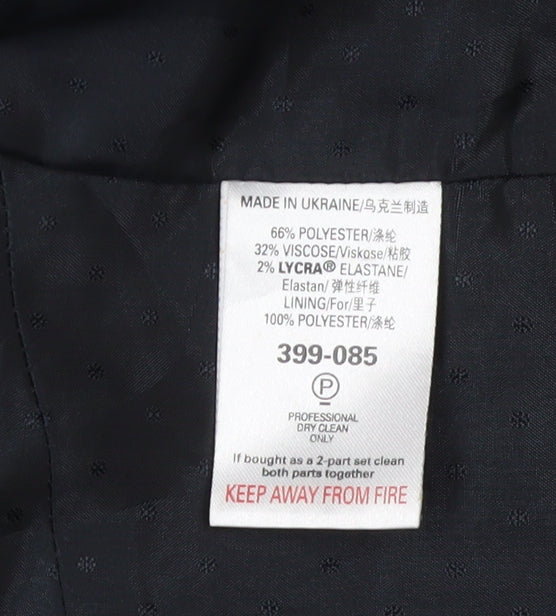 MADE IN UKRAINE/乌克兰制造
66% POLYESTER/涤纶
32% VISCOSE/Viskose/粘胶
2% LYCRA® ELASTANE/
Elastan/ 弹性纤维
LINING/For/里子
100% POLYESTER/涤纶
399-085
P
PROFESSIONAL
DRY CLEAN
ONLY
If bought as a 2-part set clean
both parts together
KEEP AWAY FROM FIRE